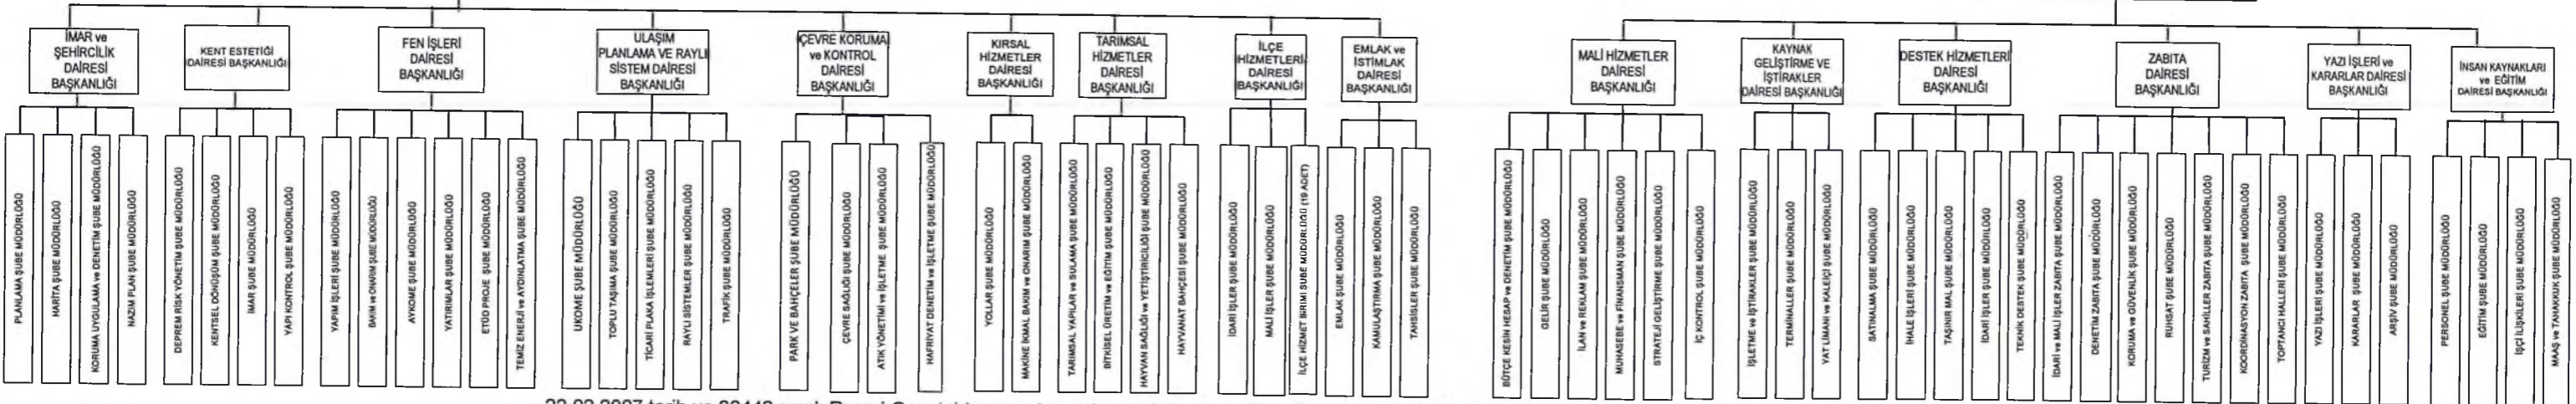 İMAR ve
ŞEHİRCİLİK
DAİRESİ
BAŞKANLIĞI
KENT ESTETİĞİ
DAİRESİ BAŞKANLIĞI
FEN İŞLERİ
DAİRESİ
BAŞKANLIĞI
ULAŞIM
PLANLAMA VE RAYLI
SİSTEM DAİRESİ
BAŞKANLIĞI
ÇEVRE KORUMA
ve KONTROL
DAİRESİ
BAŞKANLIĞI
KIRSAL
HİZMETLER
DAİRESİ
BAŞKANLIĞI
TARIMSAL
HİZMETLER
DAİRESİ
BAŞKANLIĞI
İLÇE
HİZMETLERİ
DAİRESİ
BAŞKANLIĞI
EMLAK ve
İSTİMLAK
DAİRESİ
BAŞKANLIĞI
MALİ HİZMETLER
DAİRESİ
BAŞKANLIĞI
KAYNAK
GELİŞTİRME VE
İŞTİRAKLER
DAİRESİ BAŞKANLIĞI
DESTEK HİZMETLERİ
DAİRESİ
BAŞKANLIĞI
ZABITA
DAİRESİ
BAŞKANLIĞI
YAZI İŞLERİ ve
KARARLAR DAİRESİ
BAŞKANLIĞI
İNSAN KAYNAKLARI
ve EĞİTİM
DAİRESİ BAŞKANLIĞI
PLANLAMA ŞUBE MÜDÜRLÜĞÜ
HARİTA ŞUBE MÜDÜRLÜĞÜ
KORUMA UYGULAMA ve DENETİM ŞUBE MÜDÜRLÜĞÜ
NAZIM PLAN ŞUBE MÜDÜRLÜĞÜ
DEPREM RİSK YÖNETİM ŞUBE MÜDÜRLÜĞÜ
KENTSEL DÖNÜŞÜM ŞUBE MÜDÜRLÜĞÜ
İMAR ŞUBE MÜDÜRLÜĞÜ
YAPI KONTROL ŞUBE MÜDÜRLÜĞÜ
YAPIM İŞLERİ ŞUBE MÜDÜRLÜĞÜ
BAKIM ve ONARIM ŞUBE MÜDÜRLÜĞÜ
AYKOME ŞUBE MÜDÜRLÜĞÜ
YATIRIMLAR ŞUBE MÜDÜRLÜĞÜ
ETÜD PROJE ŞUBE MÜDÜRLÜĞÜ
TEMİZ ENERJİ ve AYDINLATMA ŞUBE MÜDÜRLÜĞÜ
UKOME ŞUBE MÜDÜRLÜĞÜ
TOPLU TAŞIMA ŞUBE MÜDÜRLÜĞÜ
TİCARİ PLAKA İŞLEMLERİ ŞUBE MÜDÜRLÜĞÜ
RAYLI SİSTEMLER ŞUBE MÜDÜRLÜĞÜ
TRAFİK ŞUBE MÜDÜRLÜĞÜ
PARK VE BAHÇELER ŞUBE MÜDÜRLÜĞÜ
ÇEVRE SAĞLIĞI ŞUBE MÜDÜRLÜĞÜ
ATIK YÖNETİMİ ve İŞLETME ŞUBE MÜDÜRLÜĞÜ
HAFRİYAT DENETİM ve İŞLETME ŞUBE MÜDÜRLÜĞÜ
YOLLAR ŞUBE MÜDÜRLÜĞÜ
MAKİNE İKMAL BAKIM ve ONARIM ŞUBE MÜDÜRLÜĞÜ
TARIMSAL YAPILAR ve SULAMA ŞUBE MÜDÜRLÜĞÜ
BİTKİSEL ÜRETİM ve EĞİTİM ŞUBE MÜDÜRLÜĞÜ
HAYVAN SAĞLIĞI ve YETİŞTİRİCİLİĞİ ŞUBE MÜDÜRLÜĞÜ
HAYVANAT BAHÇESİ ŞUBE MÜDÜRLÜĞÜ
İDARİ İŞLER ŞUBE MÜDÜRLÜĞÜ
MALİ İŞLER ŞUBE MÜDÜRLÜĞÜ
İLÇE HİZMET BİRİMİ ŞUBE MÜDÜRLÜĞÜ (19 ADET)
EMLAK ŞUBE MÜDÜRLÜĞÜ
KAMULAŞTIRMA ŞUBE MÜDÜRLÜĞÜ
TAHSİSLER ŞUBE MÜDÜRLÜĞÜ
BÜTÇE KESİN HESAP ve DENETİM ŞUBE MÜDÜRLÜĞÜ
GELİR ŞUBE MÜDÜRLÜĞÜ
İLAN ve REKLAM ŞUBE MÜDÜRLÜĞÜ
MUHASEBE ve FİNANSMAN ŞUBE MÜDÜRLÜĞÜ
STRATEJİ GELİŞTİRME ŞUBE MÜDÜRLÜĞÜ
İÇ KONTROL ŞUBE MÜDÜRLÜĞÜ
İŞLETME ve İŞTİRAKLER ŞUBE MÜDÜRLÜĞÜ
TERMİNALLER ŞUBE MÜDÜRLÜĞÜ
YAT LİMANI ve KALEİÇİ ŞUBE MÜDÜRLÜĞÜ
SATINALMA ŞUBE MÜDÜRLÜĞÜ
İHALE İŞLERİ ŞUBE MÜDÜRLÜĞÜ
TAŞINIR MAL ŞUBE MÜDÜRLÜĞÜ
İDARİ İŞLER ŞUBE MÜDÜRLÜĞÜ
TEKNİK DESTEK ŞUBE MÜDÜRLÜĞÜ
İDARİ ve MALİ İŞLER ZABITA ŞUBE MÜDÜRLÜĞÜ
DENETİM ZABITA ŞUBE MÜDÜRLÜĞÜ
KORUMA ve GÜVENLİK ŞUBE MÜDÜRLÜĞÜ
RUHSAT ŞUBE MÜDÜRLÜĞÜ
TURİZM ve SAHİLLER ZABITA ŞUBE MÜDÜRLÜĞÜ
KOORDİNASYON ZABITA ŞUBE MÜDÜRLÜĞÜ
TOPTANCI HALLERİ ŞUBE MÜDÜRLÜĞÜ
YAZI İŞLERİ ŞUBE MÜDÜRLÜĞÜ
KARARLAR ŞUBE MÜDÜRLÜĞÜ
ARŞİV ŞUBE MÜDÜRLÜĞÜ
PERSONEL ŞUBE MÜDÜRLÜĞÜ
EĞİTİM ŞUBE MÜDÜRLÜĞÜ
İŞÇİ İLİŞKİLERİ ŞUBE MÜDÜRLÜĞÜ
MAAŞ ve TAHAKKUK ŞUBE MÜDÜRLÜĞÜ